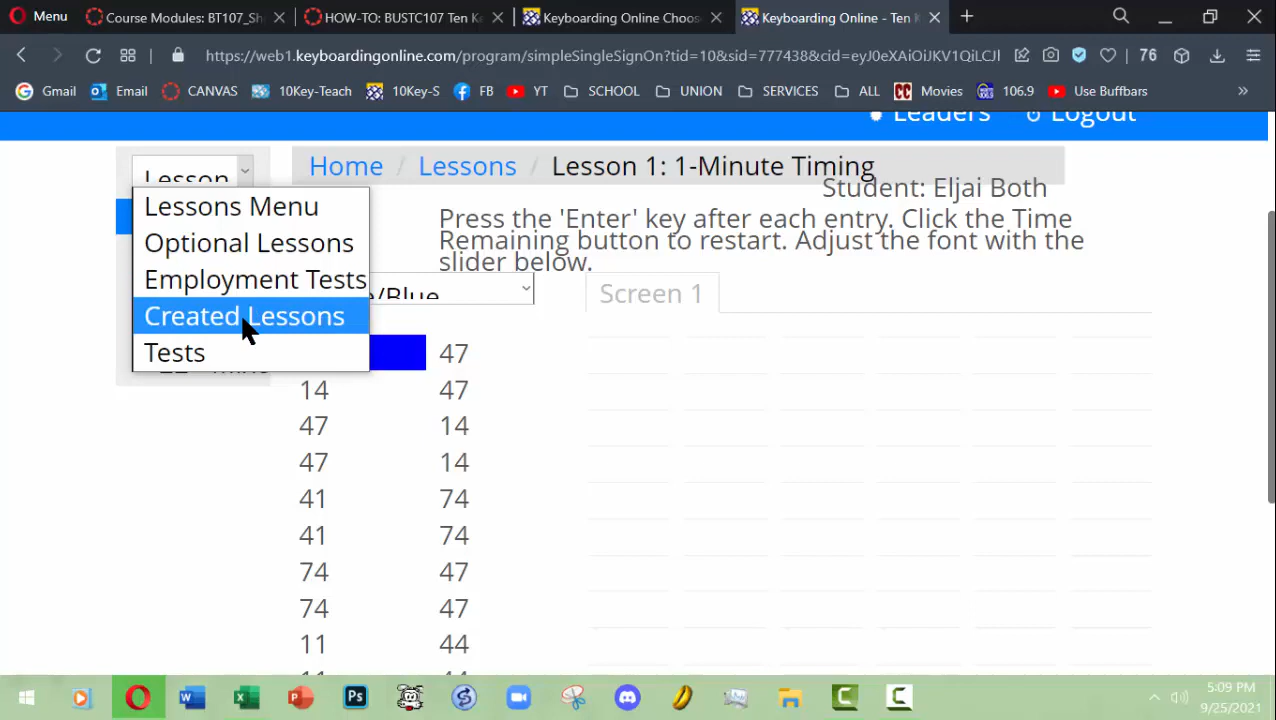 Menu
Course Modules: BT107_Sh
HOW-TO: BUSTC107 Ten Ke
Keyboarding Online Choos
Keyboarding Online - Ten K
https://web1.keyboardingonline.com/program/simpleSingleSignOn?tid=10&sid=777438&cid=eyJ0eXAiOiJKV1QiLCJl
76
Gmail
Email
CANVAS
10Key-Teach
10Key-S
FB
YT
SCHOOL
UNION
SERVICES
ALL
Movies
106.9
Use Buffbars
Leaders
Logout
Lesson
Home / Lessons / Lesson 1: 1-Minute Timing
Student: Eljai Both
Lessons Menu
Optional Lessons
Employment Tests
Created Lessons
Tests
Press the 'Enter' key after each entry. Click the Time
Remaining button to restart. Adjust the font with the
slider below.
e/Blue
Screen 1
47
14 47
47 14
47 14
41 74
41 74
74 47
74 47
11 44
5:09 PM
9/25/2021